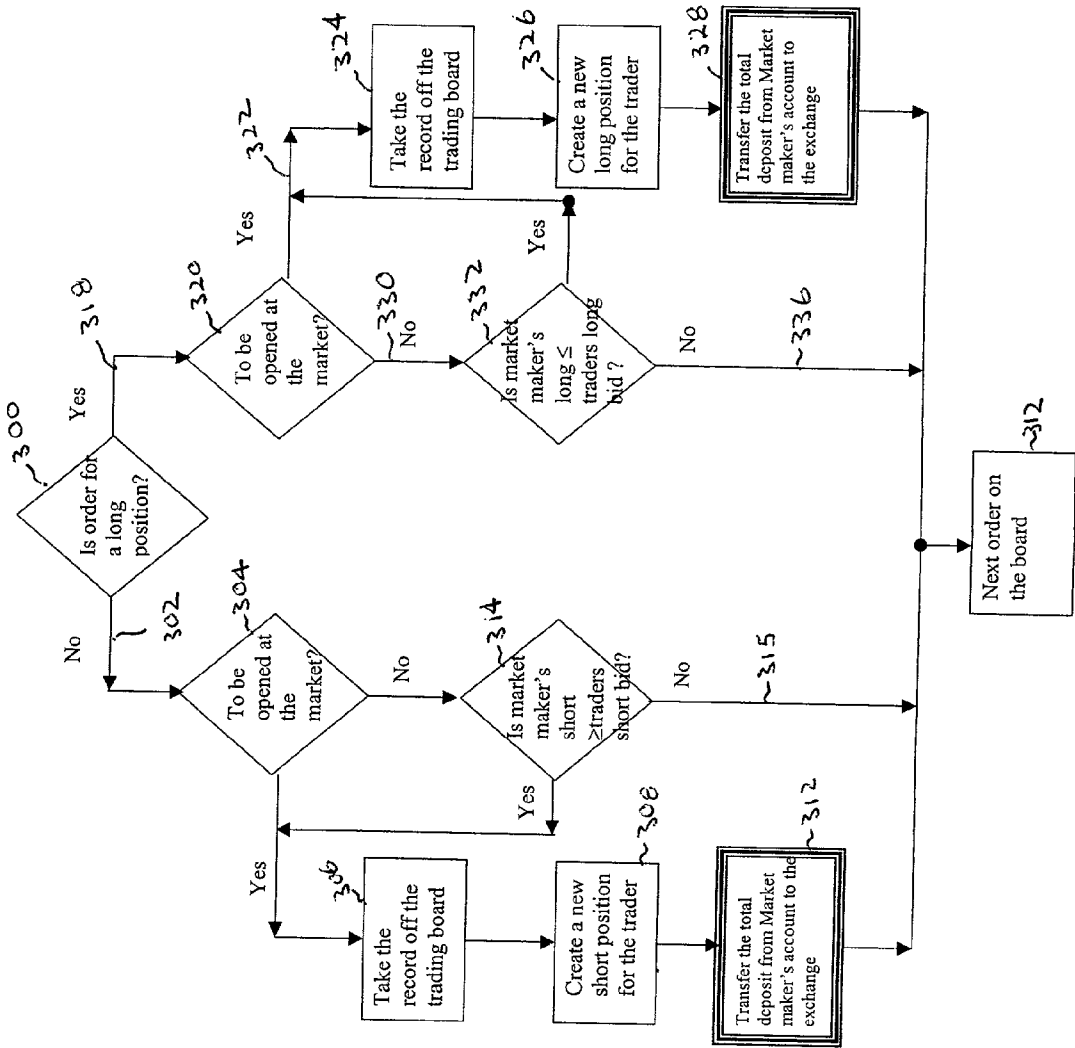 300
Is order for
a long
position?
No
302
Yes
318
304
To be
opened at
the
market?
320
To be
opened at
the
market?
Yes
No
Yes
322
330
No
314
Is market
maker's
short
≥traders
short bid?
Yes
No
315
332
Is market
maker's
long ≤
traders long
bid ?
Yes
No
336
306
Take the
record off the
trading board
308
Create a new
short position
for the trader
312
Transfer the total
deposit from Market
maker's account to the
exchange
324
Take the
record off the
trading board
326
Create a new
long position
for the trader
328
Transfer the total
deposit from Market
maker's account to
the exchange
312
Next order on
the board